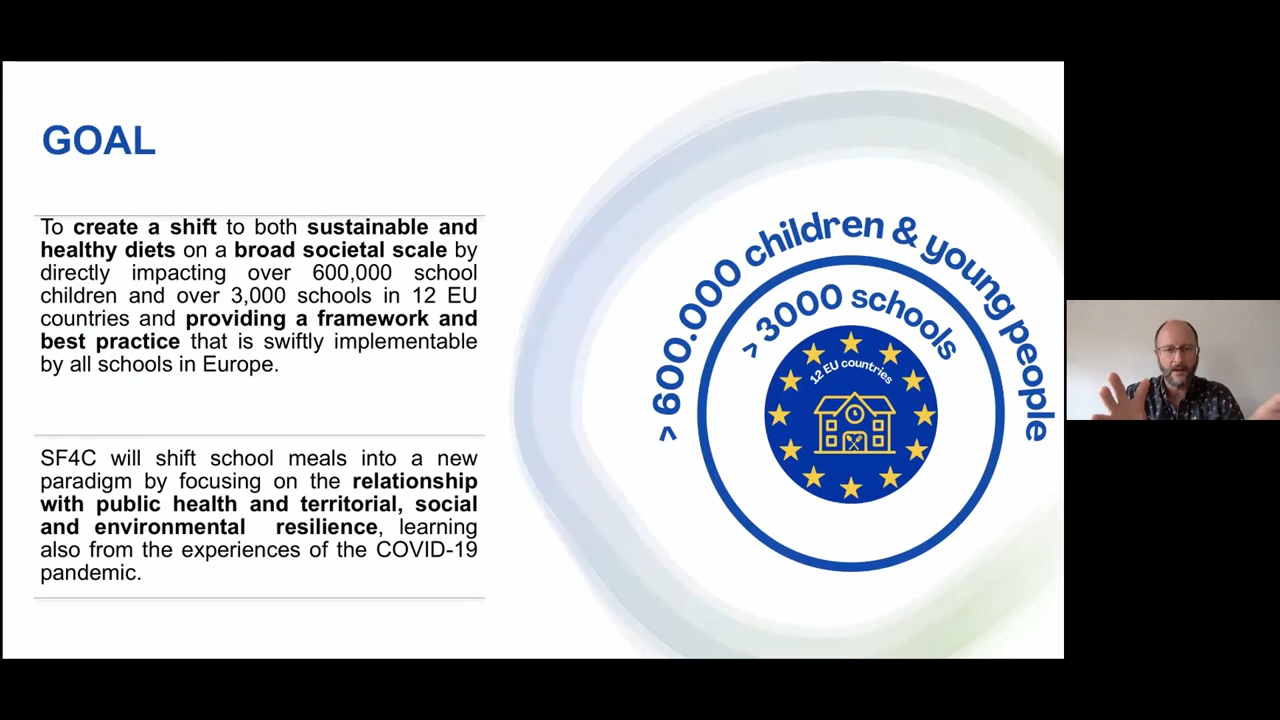 GOAL
To create a shift to both sustainable and
healthy diets on a broad societal scale by
directly impacting over 600,000 school
children and over 3,000 schools in 12 EU
countries and providing a framework and
best practice that is swiftly implementable
by all schools in Europe.
SF4C will shift school meals into a new
paradigm by focusing on the relationship
with public health and territorial, social
and environmental resilience, learning
also from the experiences of the COVID-19
pandemic.
> 600.000 children & young people
> 3000 schools
12 EU countries